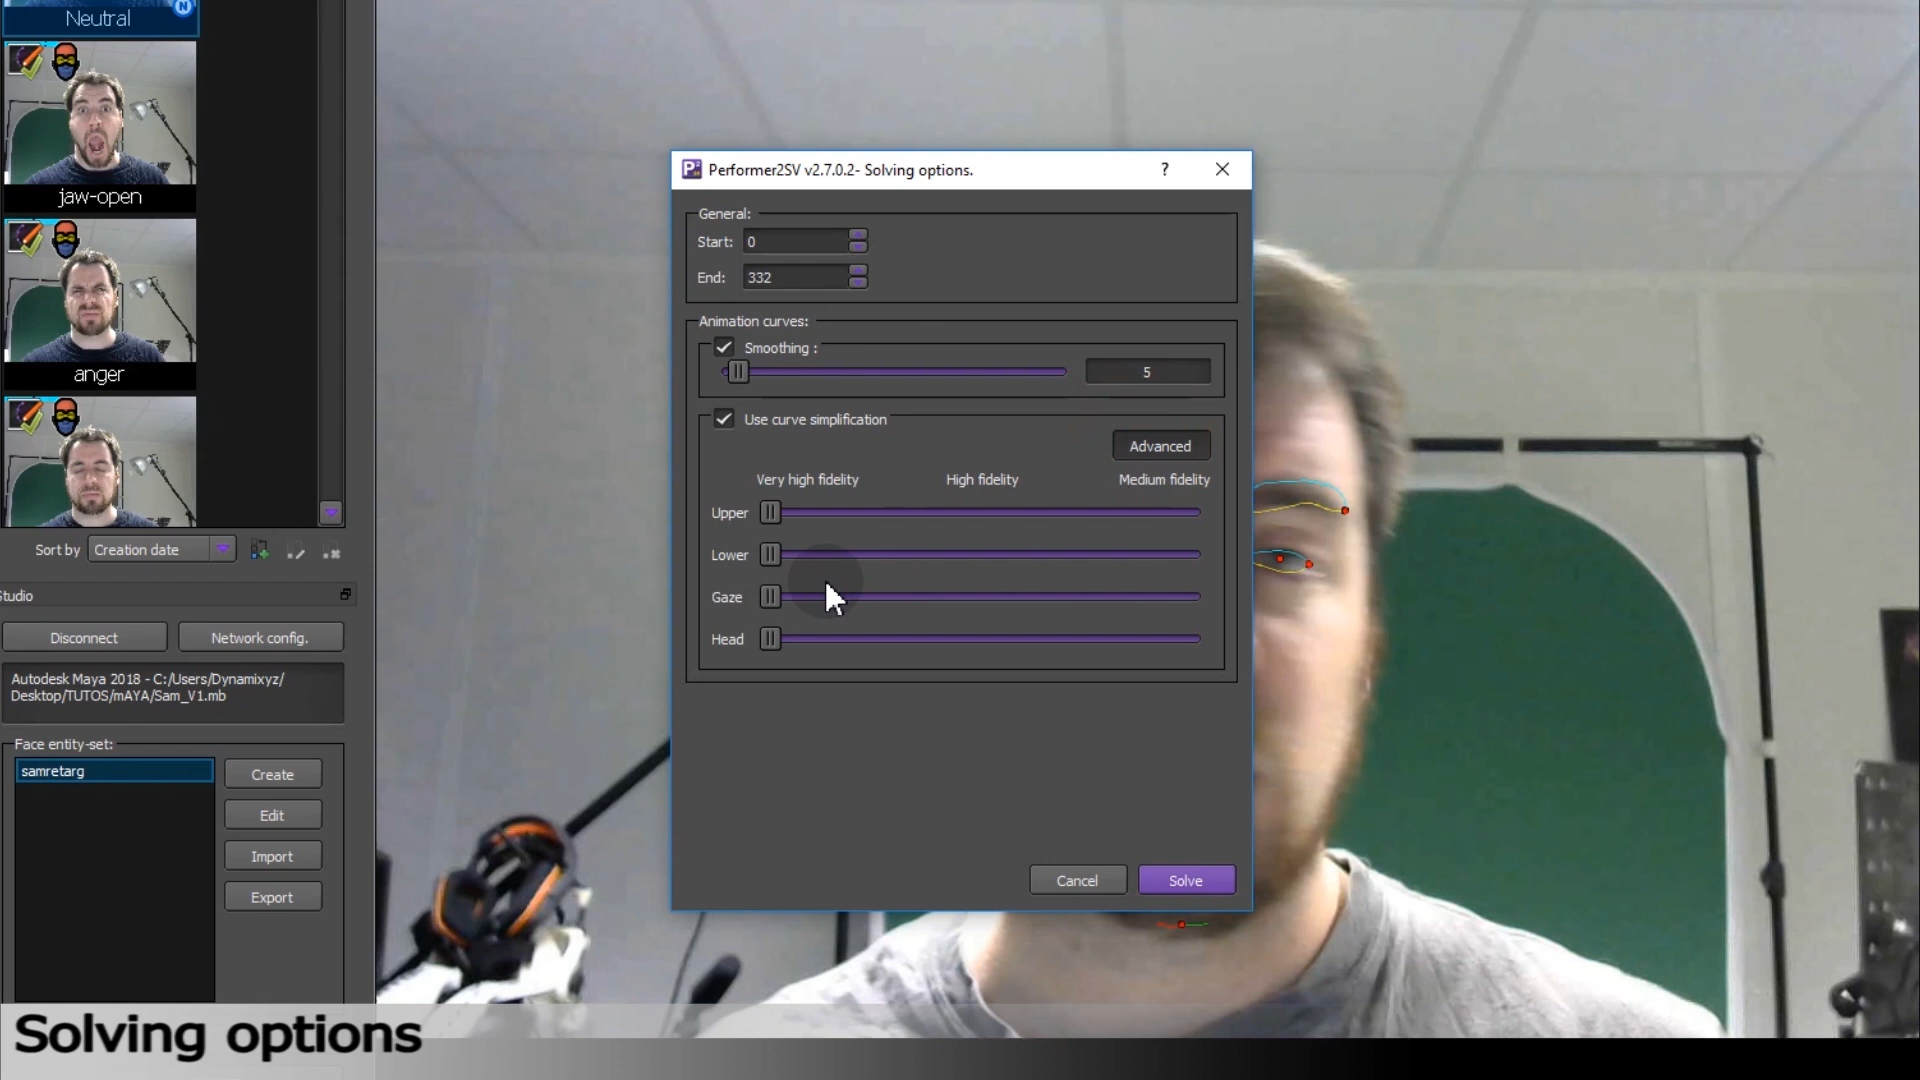 Neutral
N
jaw-open
anger
Sort by
Creation date
Studio
Disconnect
Network config.
Autodesk Maya 2018 - C:/Users/Dynamixyz/
Desktop/TUTOS/mAYA/Sam_V1.mb
Face entity-set:
samretarg
Create
Edit
Import
Export
Performer2SV v2.7.0.2- Solving options.
?
General:
Start: 0
End: 332
Animation curves:
Smoothing :
5
Use curve simplification
Advanced
Very high fidelity
High fidelity
Medium fidelity
Upper
Lower
Gaze
Head
Cancel
Solve
Solving options